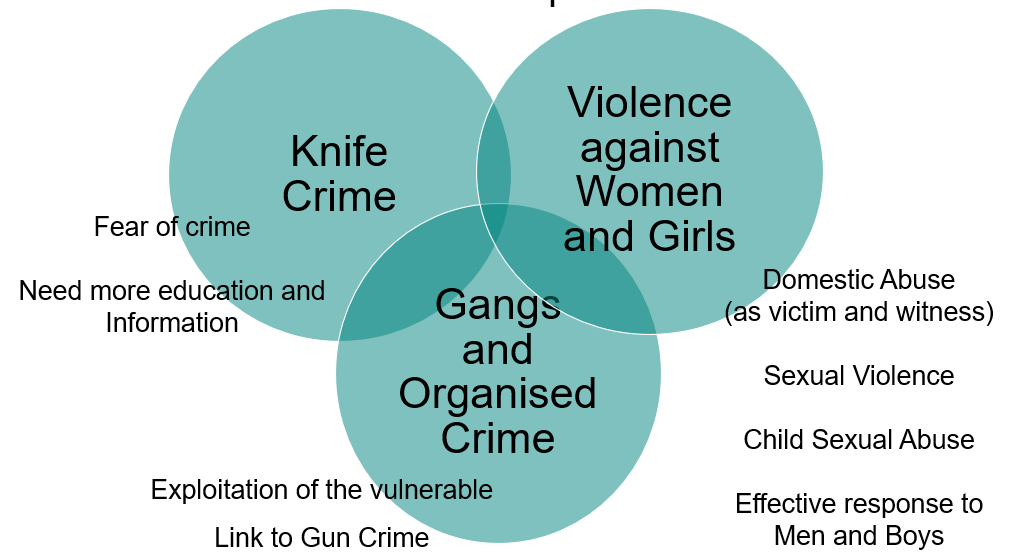 Knife
Crime
Violence
against
Women
and Girls
Fear of crime
Need more education and
Information
Gangs
and
Organised
Crime
Domestic Abuse
(as victim and witness)
Sexual Violence
Child Sexual Abuse
Effective response to
Men and Boys
Exploitation of the vulnerable
Link to Gun Crime